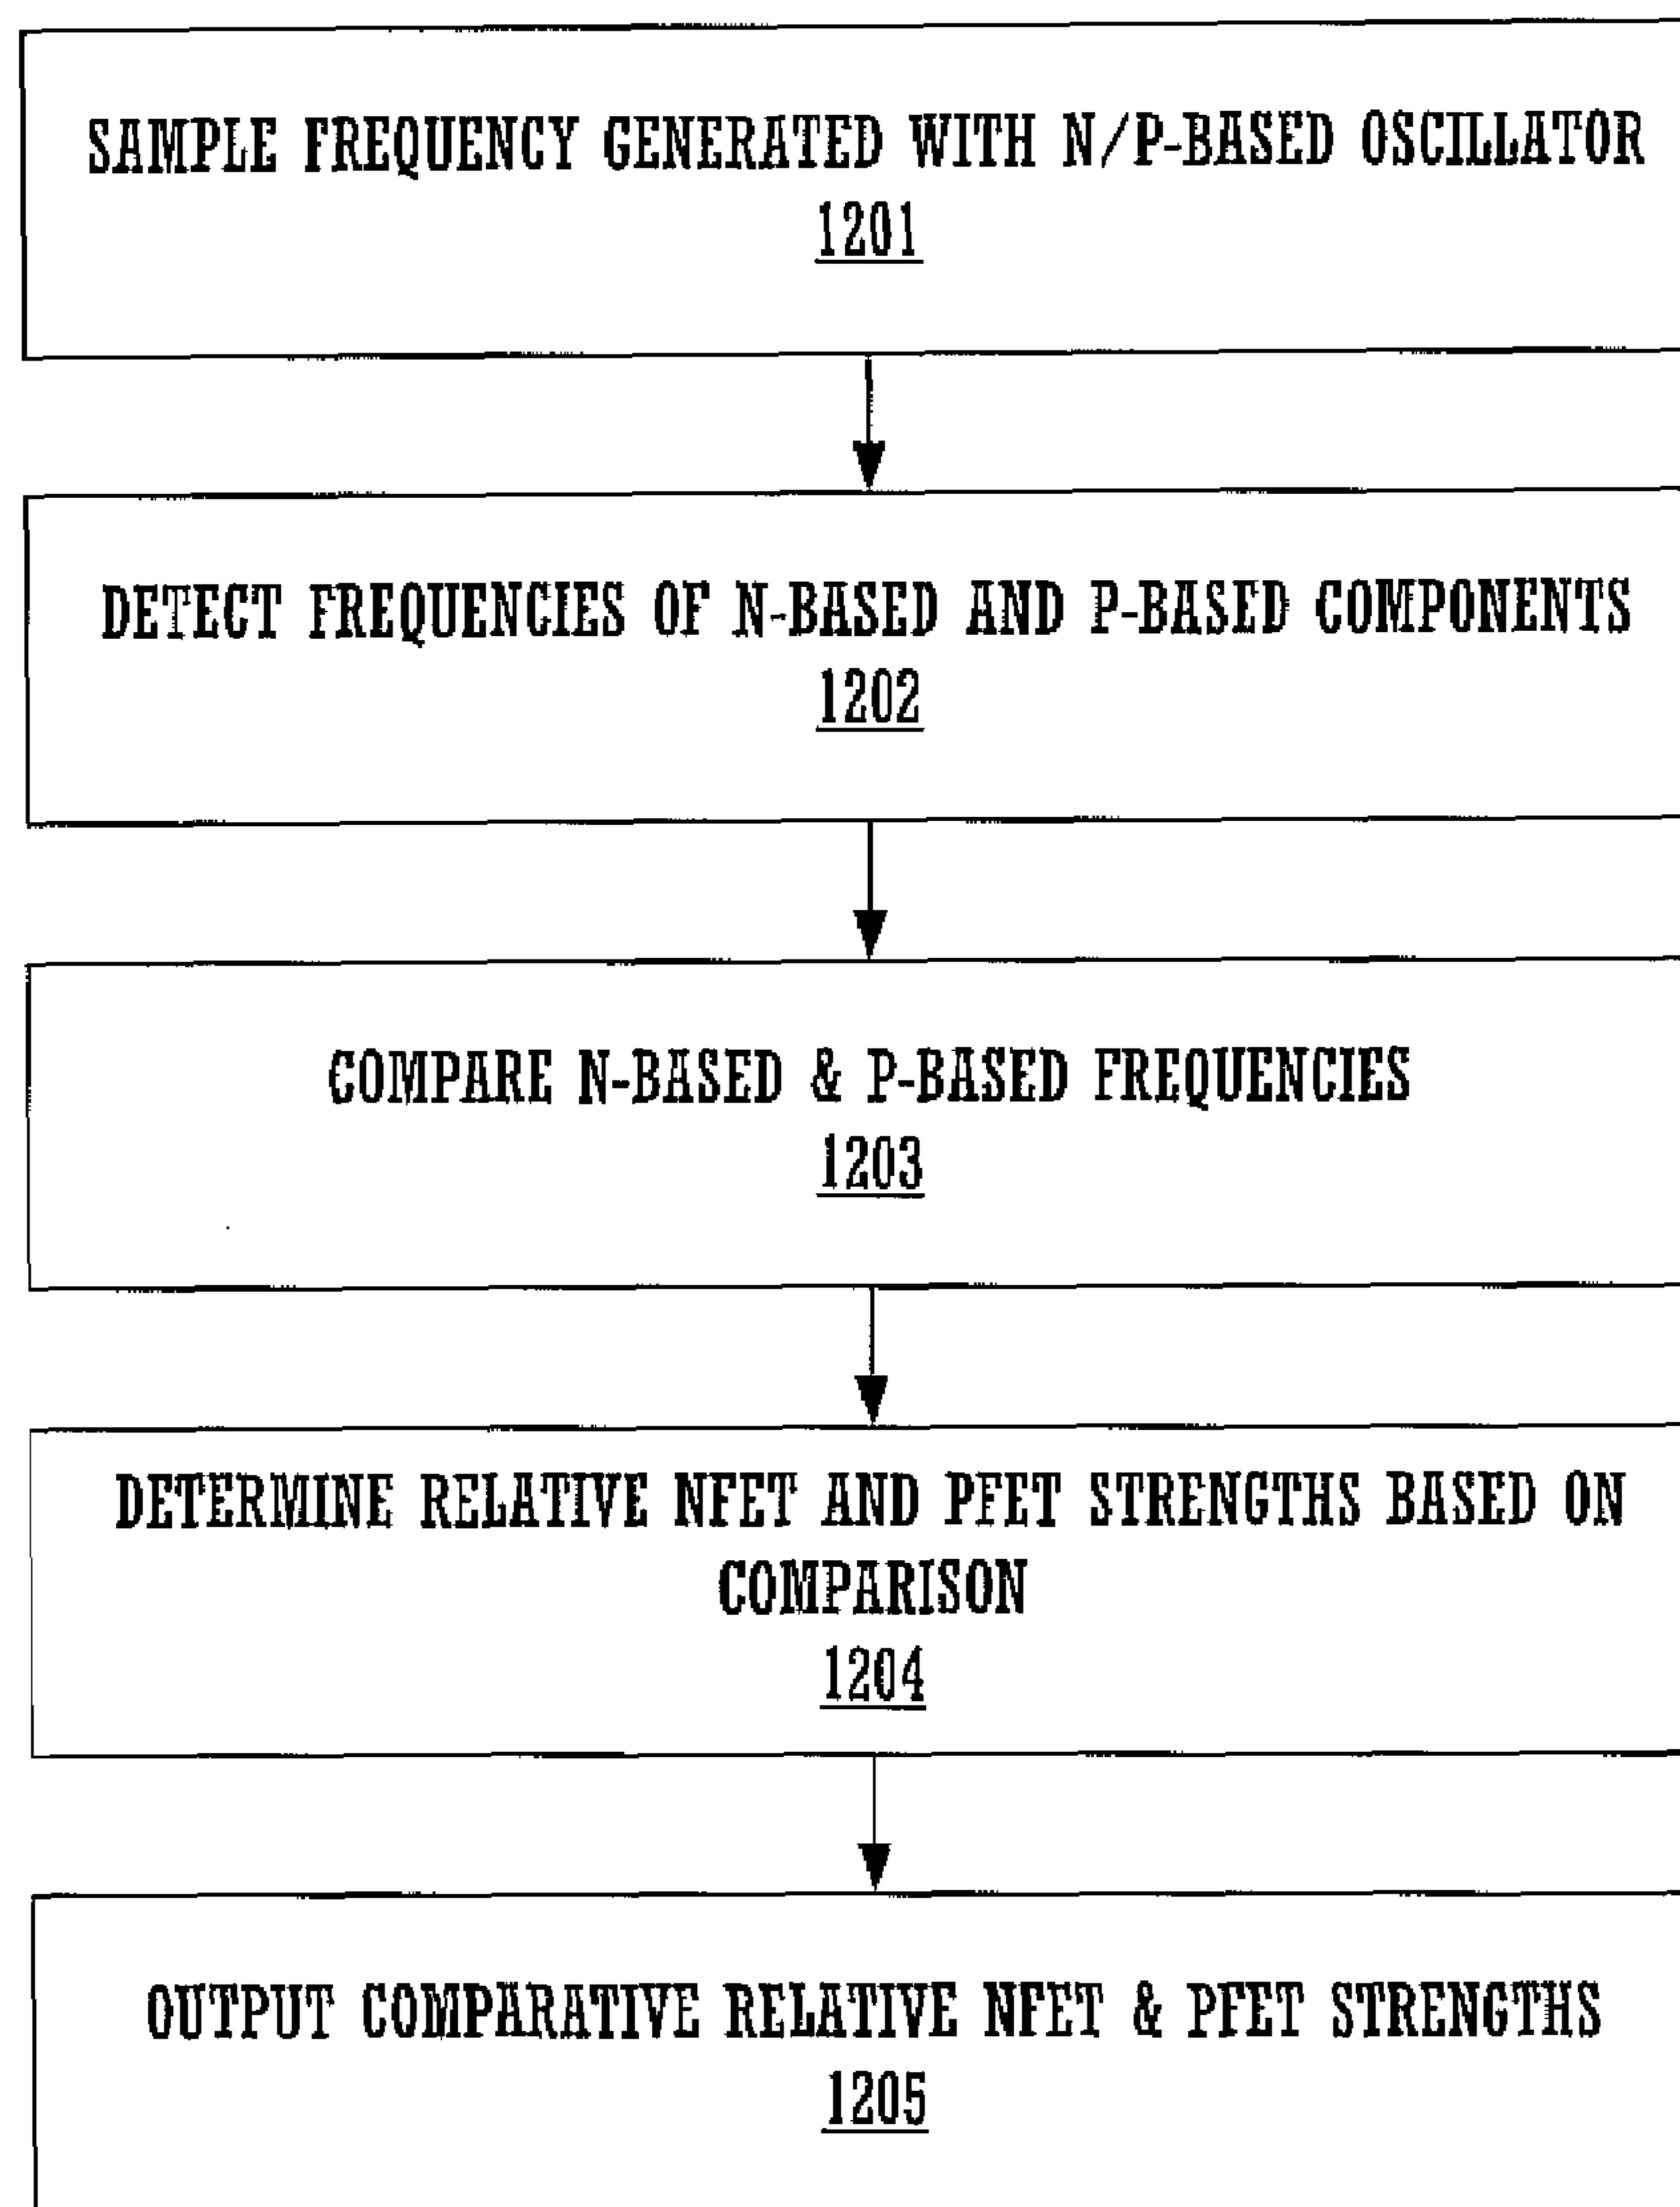 SAMPLE FREQUENCY GENERATED WITH N/P-BASED OSCILLATOR
1201
DETECT FREQUENCIES OF N-BASED AND P-BASED COMPONENTS
1202
COMPARE N-BASED & P-BASED FREQUENCIES
1203
DETERMINE RELATIVE NFET AND PFET STRENGTHS BASED ON
COMPARISON
1204
OUTPUT COMPARATIVE RELATIVE NFET & PFET STRENGTHS
1205